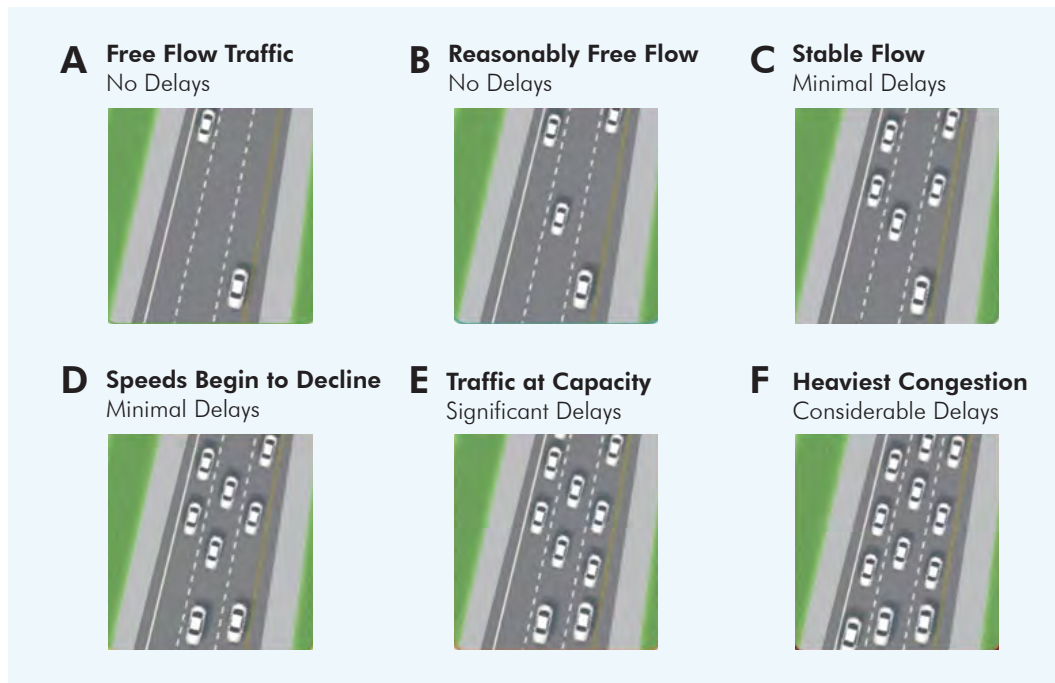 A Free Flow Traffic
No Delays
B Reasonably Free Flow
No Delays
C Stable Flow
Minimal Delays
D Speeds Begin to Decline
Minimal Delays
E Traffic at Capacity
Significant Delays
F Heaviest Congestion
Considerable Delays